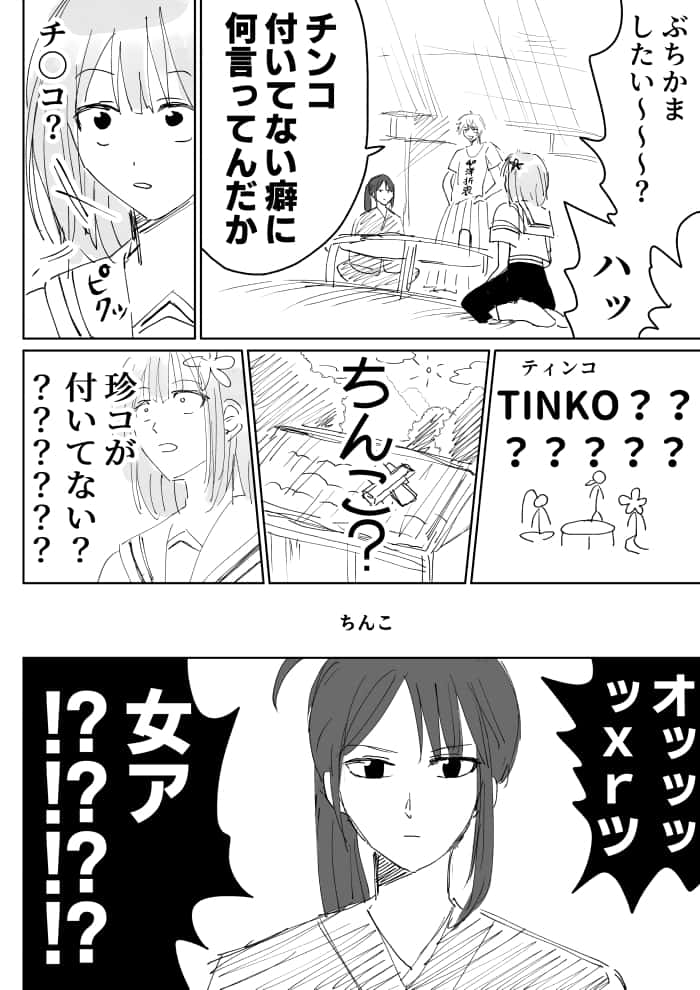 ぶちかま
したい～～～？
ハッ
チンコ
付いてない癖に
何言ってんだか
チ○コ？
ピクッ
ティンコ
TINKO？？
？？？？？
ちんこ？
珍コが
付いてない？
？？？？？？
ちんこ
オッッッ
ッxrツ
女ア
!?!?!?!?